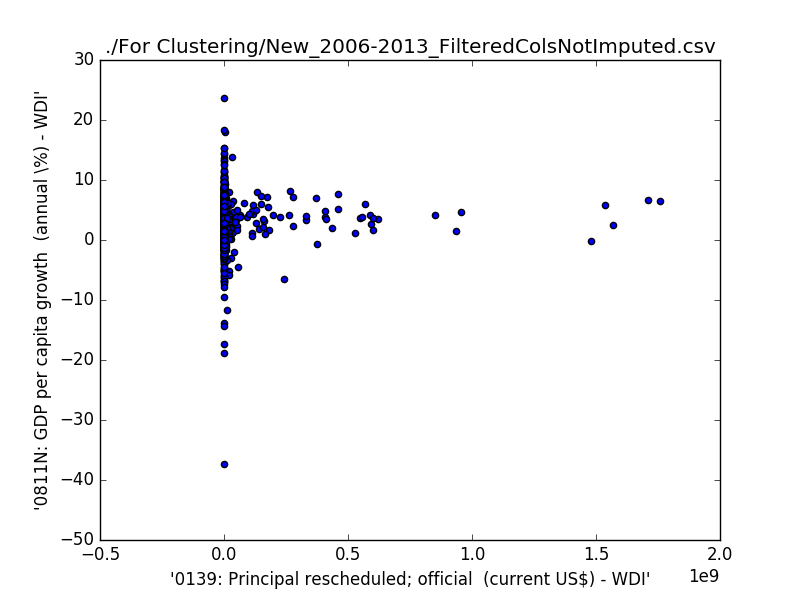 ./For Clustering/New_2006-2013_FilteredColsNotImputed.csv
'0811N: GDP per capita growth  (annual \%) - WDI'
30
20
10
0
−10
−20
−30
−40
−50
−0.5 0.0 0.5 1.0 1.5 2.0
1e9
'0139: Principal rescheduled; official  (current US$) - WDI'